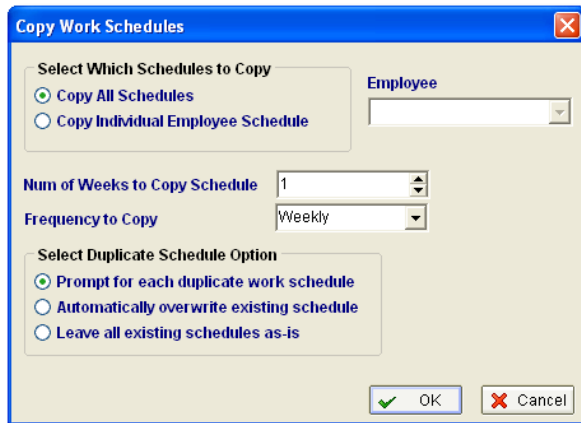 Copy Work Schedules
Select Which Schedules to Copy
Copy All Schedules
Copy Individual Employee Schedule
Employee
Num of Weeks to Copy Schedule 1
Frequency to Copy Weekly
Select Duplicate Schedule Option
Prompt for each duplicate work schedule
Automatically overwrite existing schedule
Leave all existing schedules as-is
OK Cancel